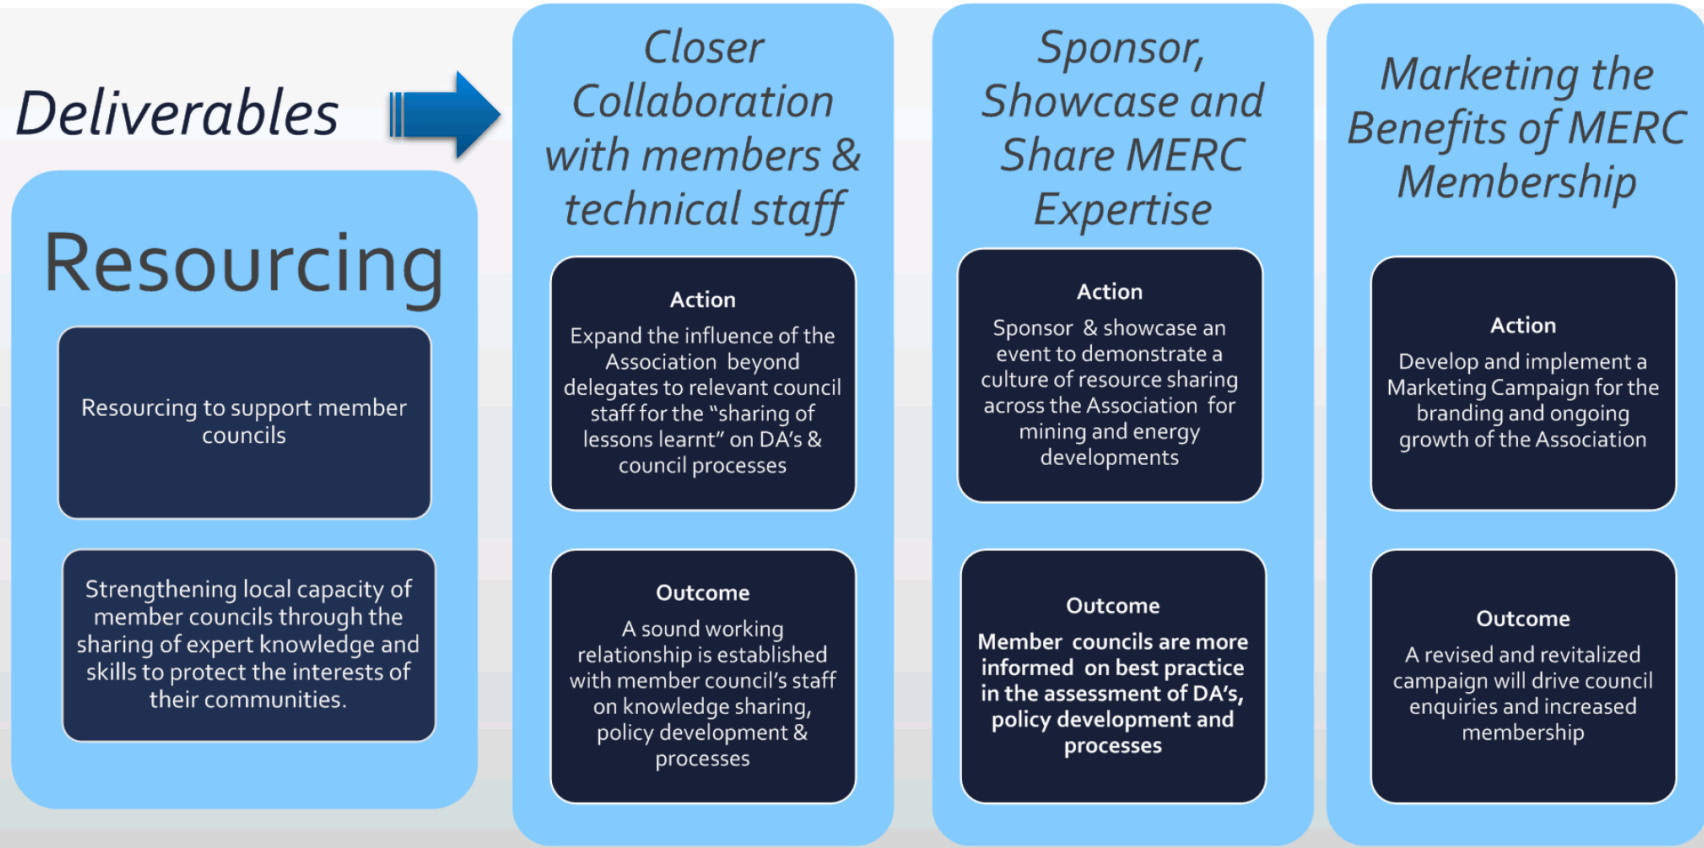 Deliverables
Resourcing
Resourcing to support member
councils
Strengthening local capacity of
member councils through the
sharing of expert knowledge and
skills to protect the interests of
their communities.
Closer
Collaboration
with members &
technical staff
Action
Expand the influence of the
Association beyond
delegates to relevant council
staff for the “sharing of
lessons learnt” on DA’s &
council processes
Outcome
A sound working
relationship is established
with member council’s staff
on knowledge sharing,
policy development &
processes
Sponsor,
Showcase and
Share MERC
Expertise
Action
Sponsor & showcase an
event to demonstrate a
culture of resource sharing
across the Association for
mining and energy
developments
Outcome
Member councils are more
informed on best practice
in the assessment of DA’s,
policy development and
processes
Marketing the
Benefits of MERC
Membership
Action
Develop and implement a
Marketing Campaign for the
branding and ongoing
growth of the Association
Outcome
A revised and revitalized
campaign will drive council
enquiries and increased
membership